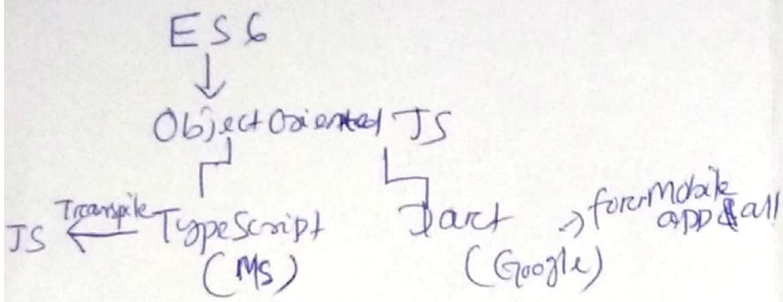 ES6
Object Oriented JS
JS Transpile TypeScript
(MS)
Dart
(Google)
for Mobile
app & all